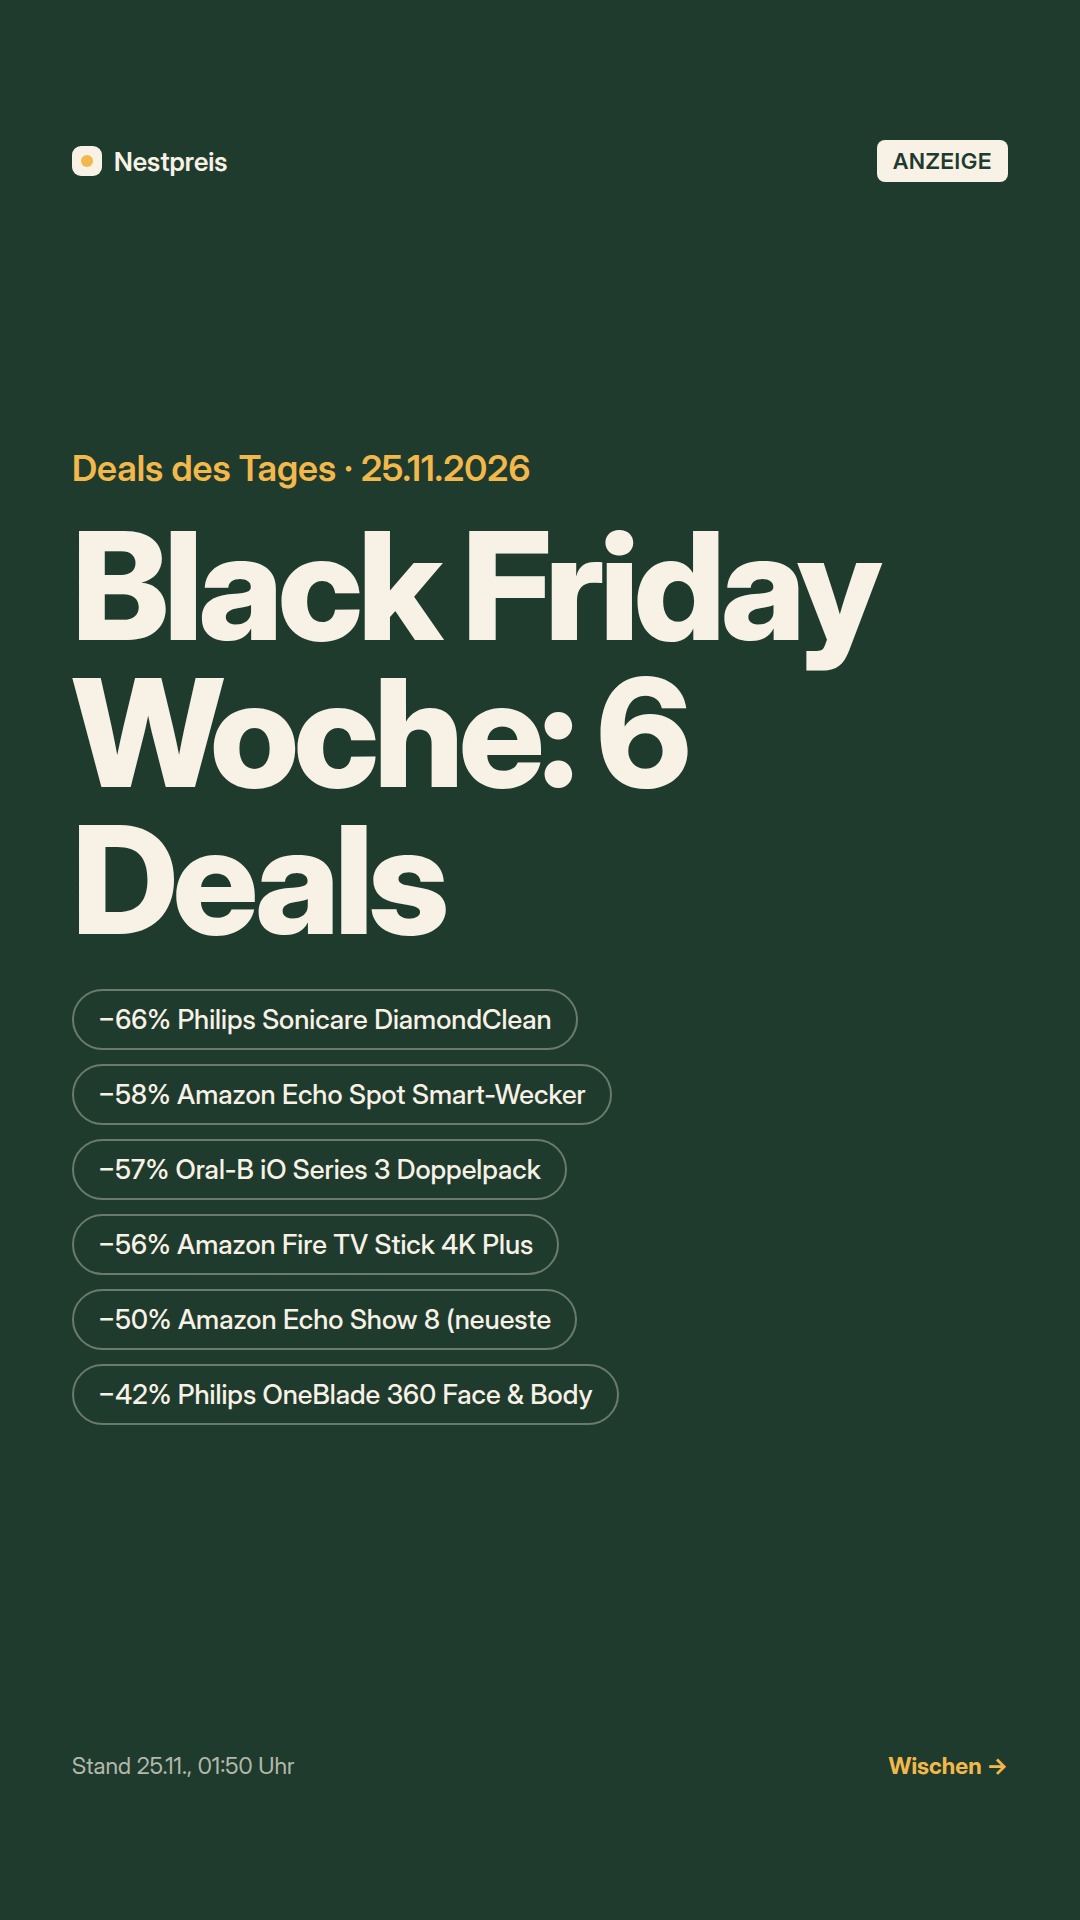 Nestpreis
ANZEIGE
Deals des Tages · 25.11.2026
Black Friday
Woche: 6
Deals
−66% Philips Sonicare DiamondClean
−58% Amazon Echo Spot Smart-Wecker
−57% Oral-B iO Series 3 Doppelpack
−56% Amazon Fire TV Stick 4K Plus
−50% Amazon Echo Show 8 (neueste
−42% Philips OneBlade 360 Face & Body
Stand 25.11., 01:50 Uhr
Wischen →